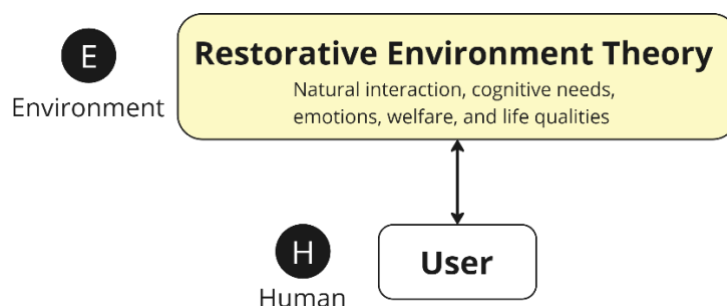 E
Environment
Restorative Environment Theory
Natural interaction, cognitive needs,
emotions, welfare, and life qualities
H
Human
User